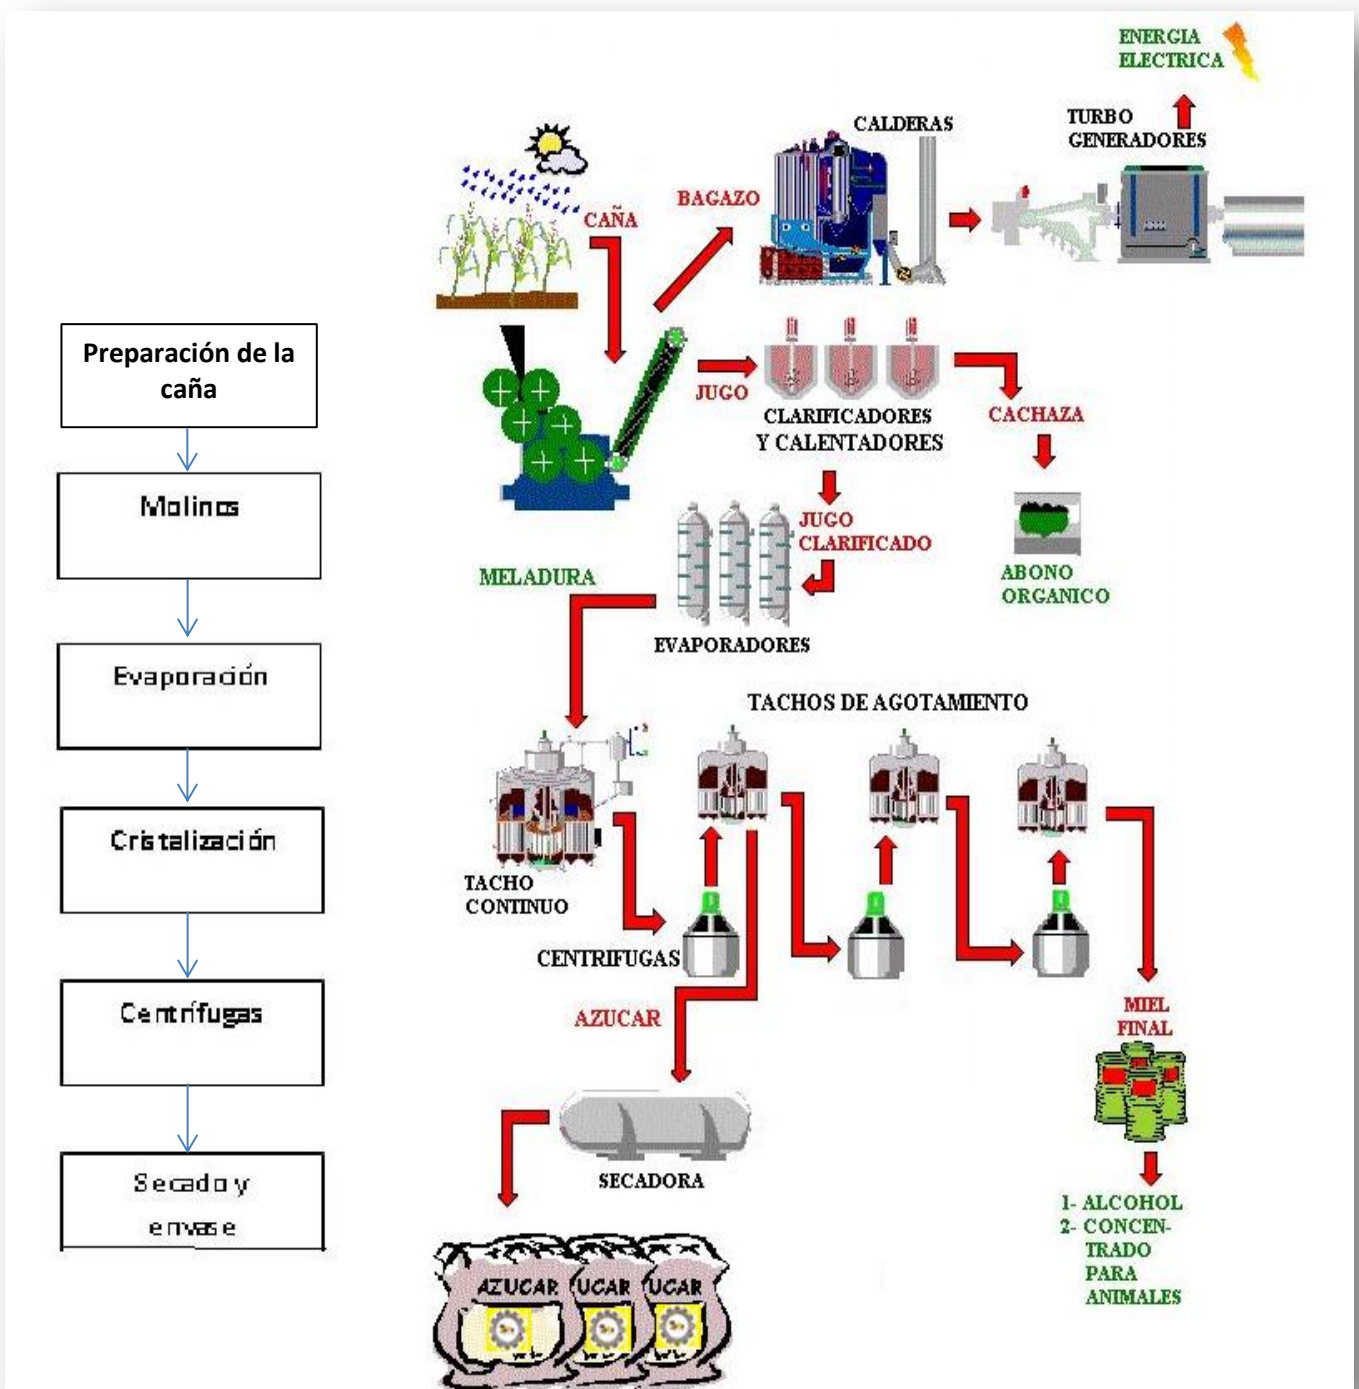 ENERGIA
ELECTRICA
TURBO
GENERADORES
CALDERAS
BAGAZO
CAÑA
Preparación de la
caña
JUGO
CLARIFICADORES
Y CALENTADORES
CACHAZA
Molinos
JUGO
CLARIFICADO
MELADURA
ABONO
ORGANICO
EVAPORADORES
Evaporación
TACHOS DE AGOTAMIENTO
Cristalización
TACHO
CONTINUO
CENTRIFUGAS
Centrífugas
AZUCAR
MIEL
FINAL
SECADORA
Secado y
envase
1- ALCOHOL
2- CONCEN-
TRADO
PARA
ANIMALES
AZUCAR UCAR UCAR